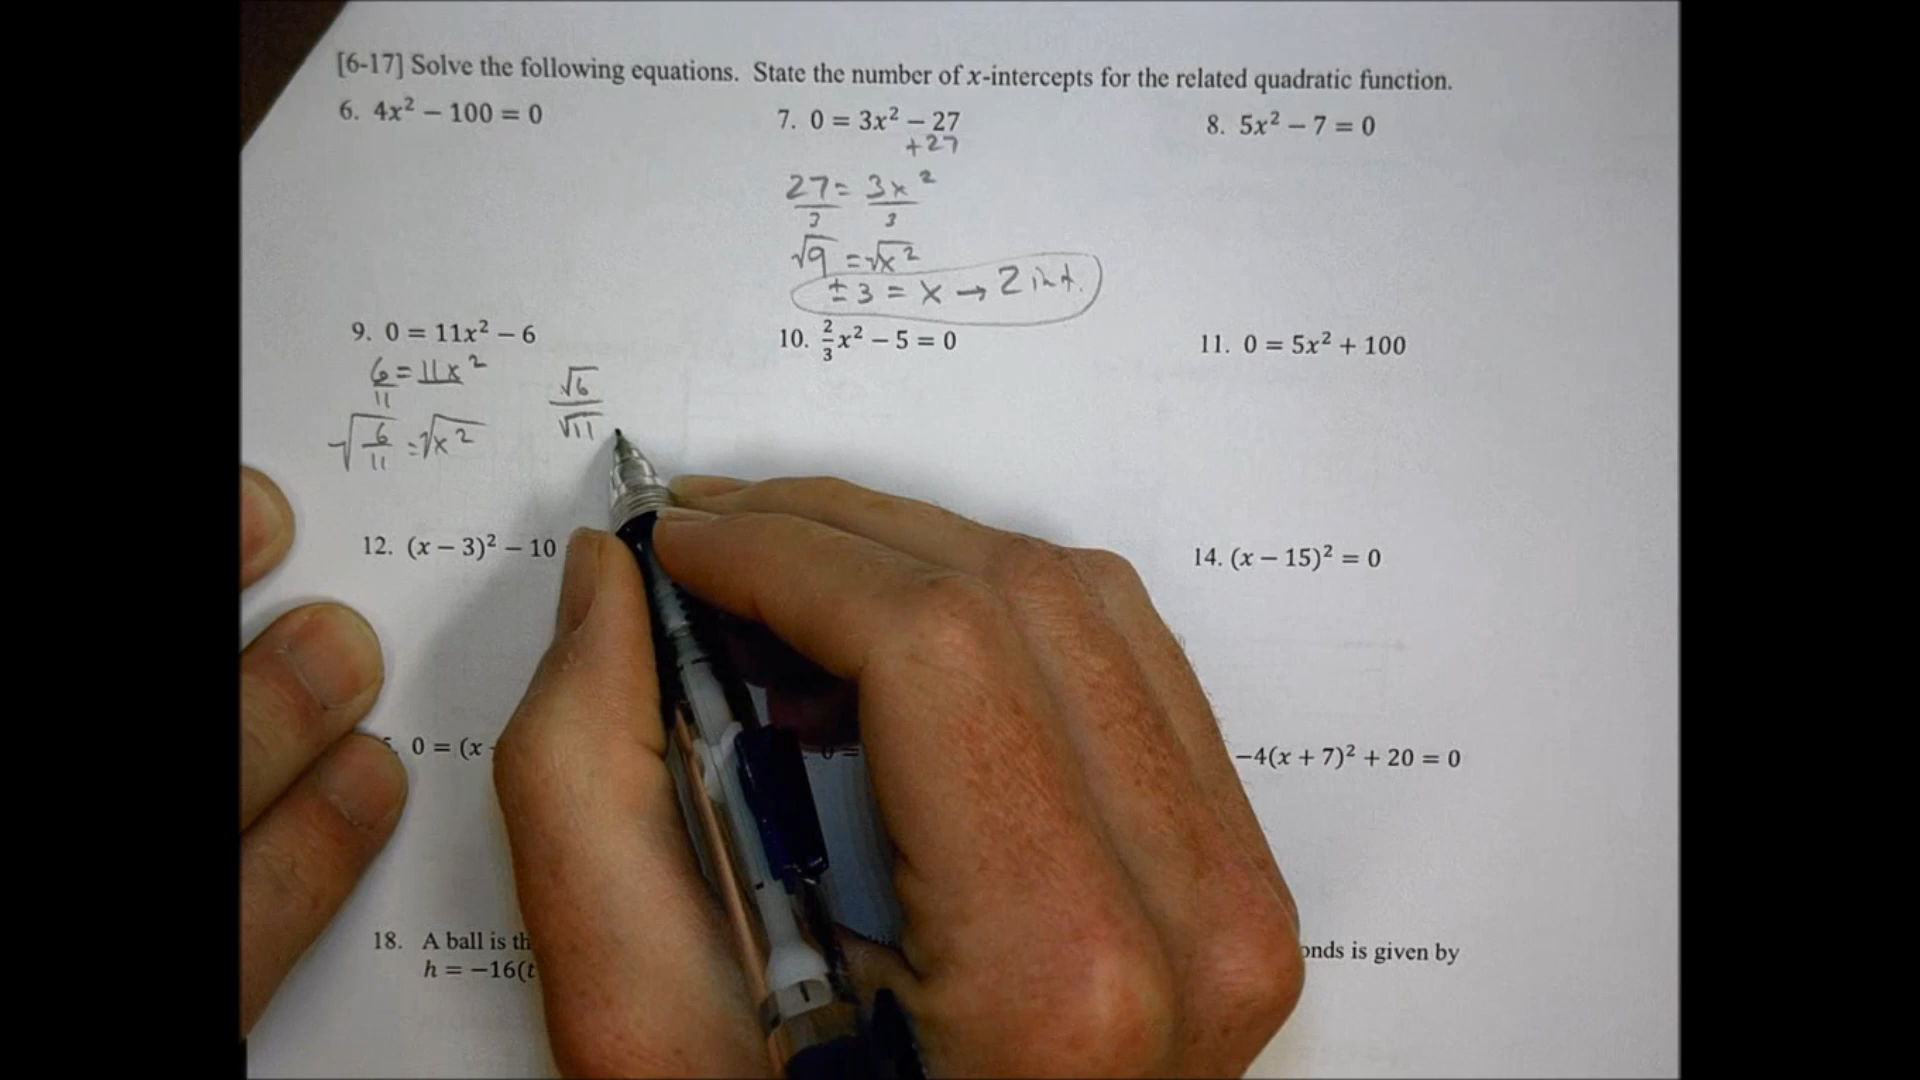 [6-17] Solve the following equations. State the number of x-intercepts for the related quadratic function.
6. 4x² − 100 = 0
7. 0 = 3x² − 27
+27
27 = 3x²
3 3
√9 = √x²
±3 = x → 2 int.
8. 5x² − 7 = 0
9. 0 = 11x² − 6
6 = 11x²
11
√6/11 = √x²
√6
√11
10. 2/3x² − 5 = 0
11. 0 = 5x² + 100
12. (x − 3)² − 10
14. (x − 15)² = 0
0 = (x
0 =
−4(x + 7)² + 20 = 0
18. A ball is th
onds is given by
h = −16(t